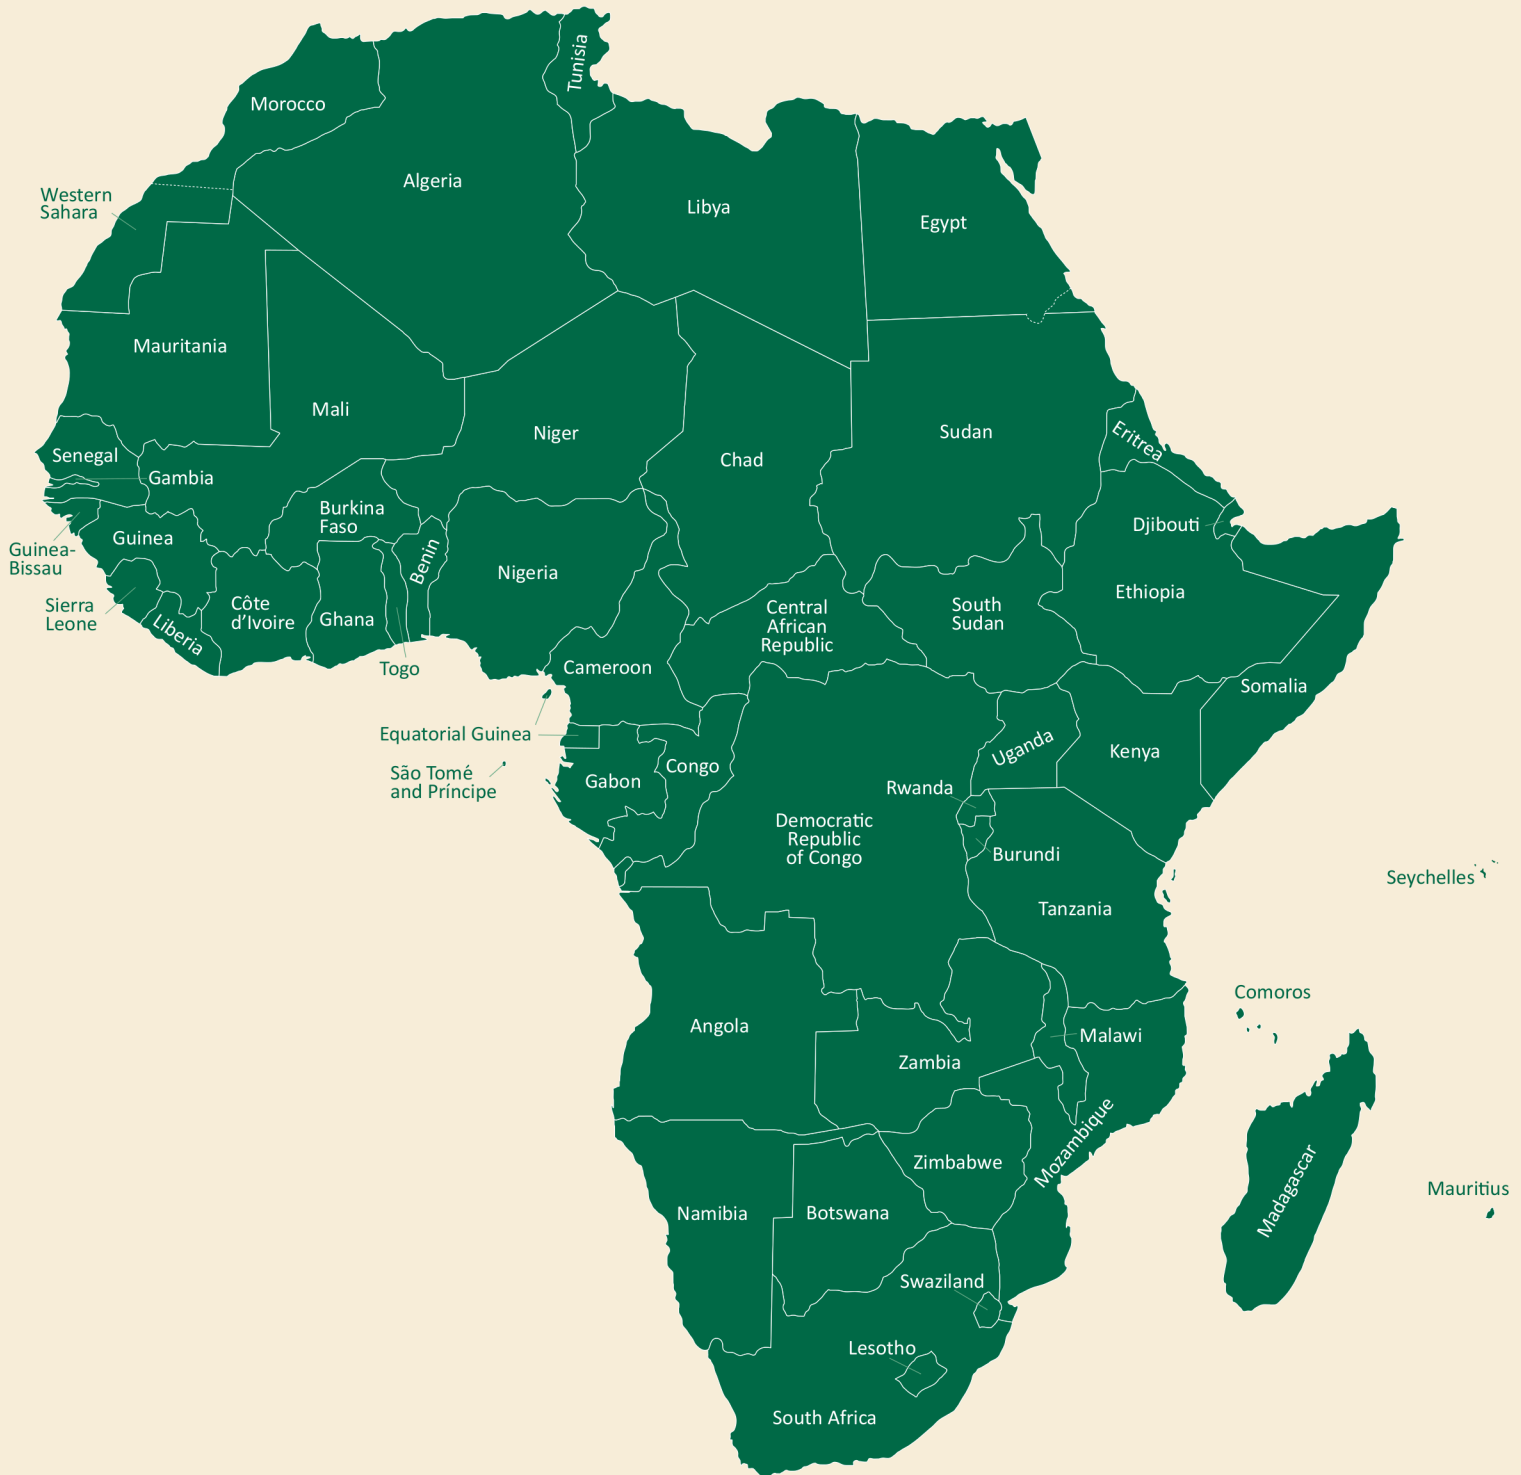 Tunisia
Morocco
Algeria
Western
Sahara
Libya
Egypt
Mauritania
Mali
Niger
Chad
Sudan
Eritrea
Senegal
Gambia
Burkina
Faso
Djibouti
Guinea
Guinea-
Bissau
Benin
Nigeria
Ethiopia
Sierra
Leone
Liberia
Côte
d’Ivoire
Ghana
Togo
Central
African
Republic
South
Sudan
Cameroon
Somalia
Equatorial Guinea
São Tomé
and Príncipe
Gabon
Congo
Uganda
Kenya
Rwanda
Democratic
Republic
of Congo
Burundi
Tanzania
Seychelles
Comoros
Angola
Zambia
Malawi
Mozambique
Zimbabwe
Madagascar
Mauritius
Namibia
Botswana
Swaziland
Lesotho
South Africa